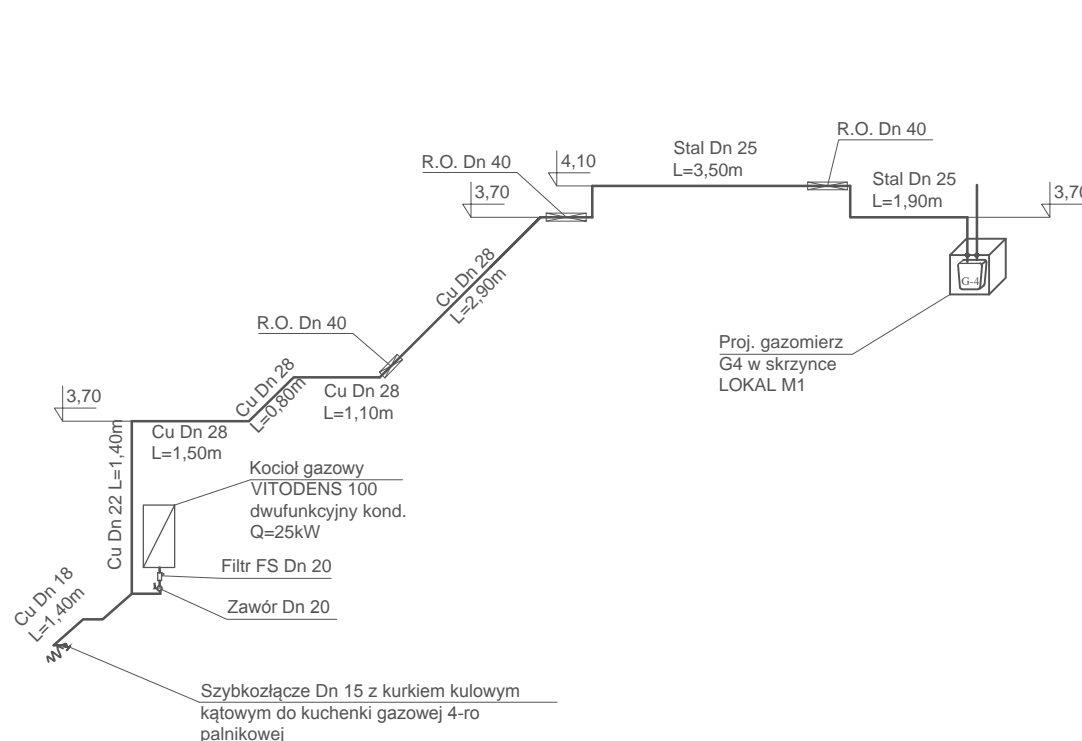 R.O. Dn 40
Stal Dn 25
L=3,50m
R.O. Dn 40
4,10
3,70
Stal Dn 25
L=1,90m
3,70
G-4
Cu Dn 28
L=2,90m
Proj. gazomierz
G4 w skrzynce
LOKAL M1
R.O. Dn 40
Cu Dn 28
L=0,80m
Cu Dn 28
L=1,10m
3,70
Cu Dn 28
L=1,50m
Cu Dn 22 L=1,40m
Kocioł gazowy
VITODENS 100
dwufunkcyjny kond.
Q=25kW
Filtr FS Dn 20
Zawór Dn 20
Cu Dn 18
L=1,40m
Szybkozłącze Dn 15 z kurkiem kulowym
kątowym do kuchenki gazowej 4-ro
palnikowej